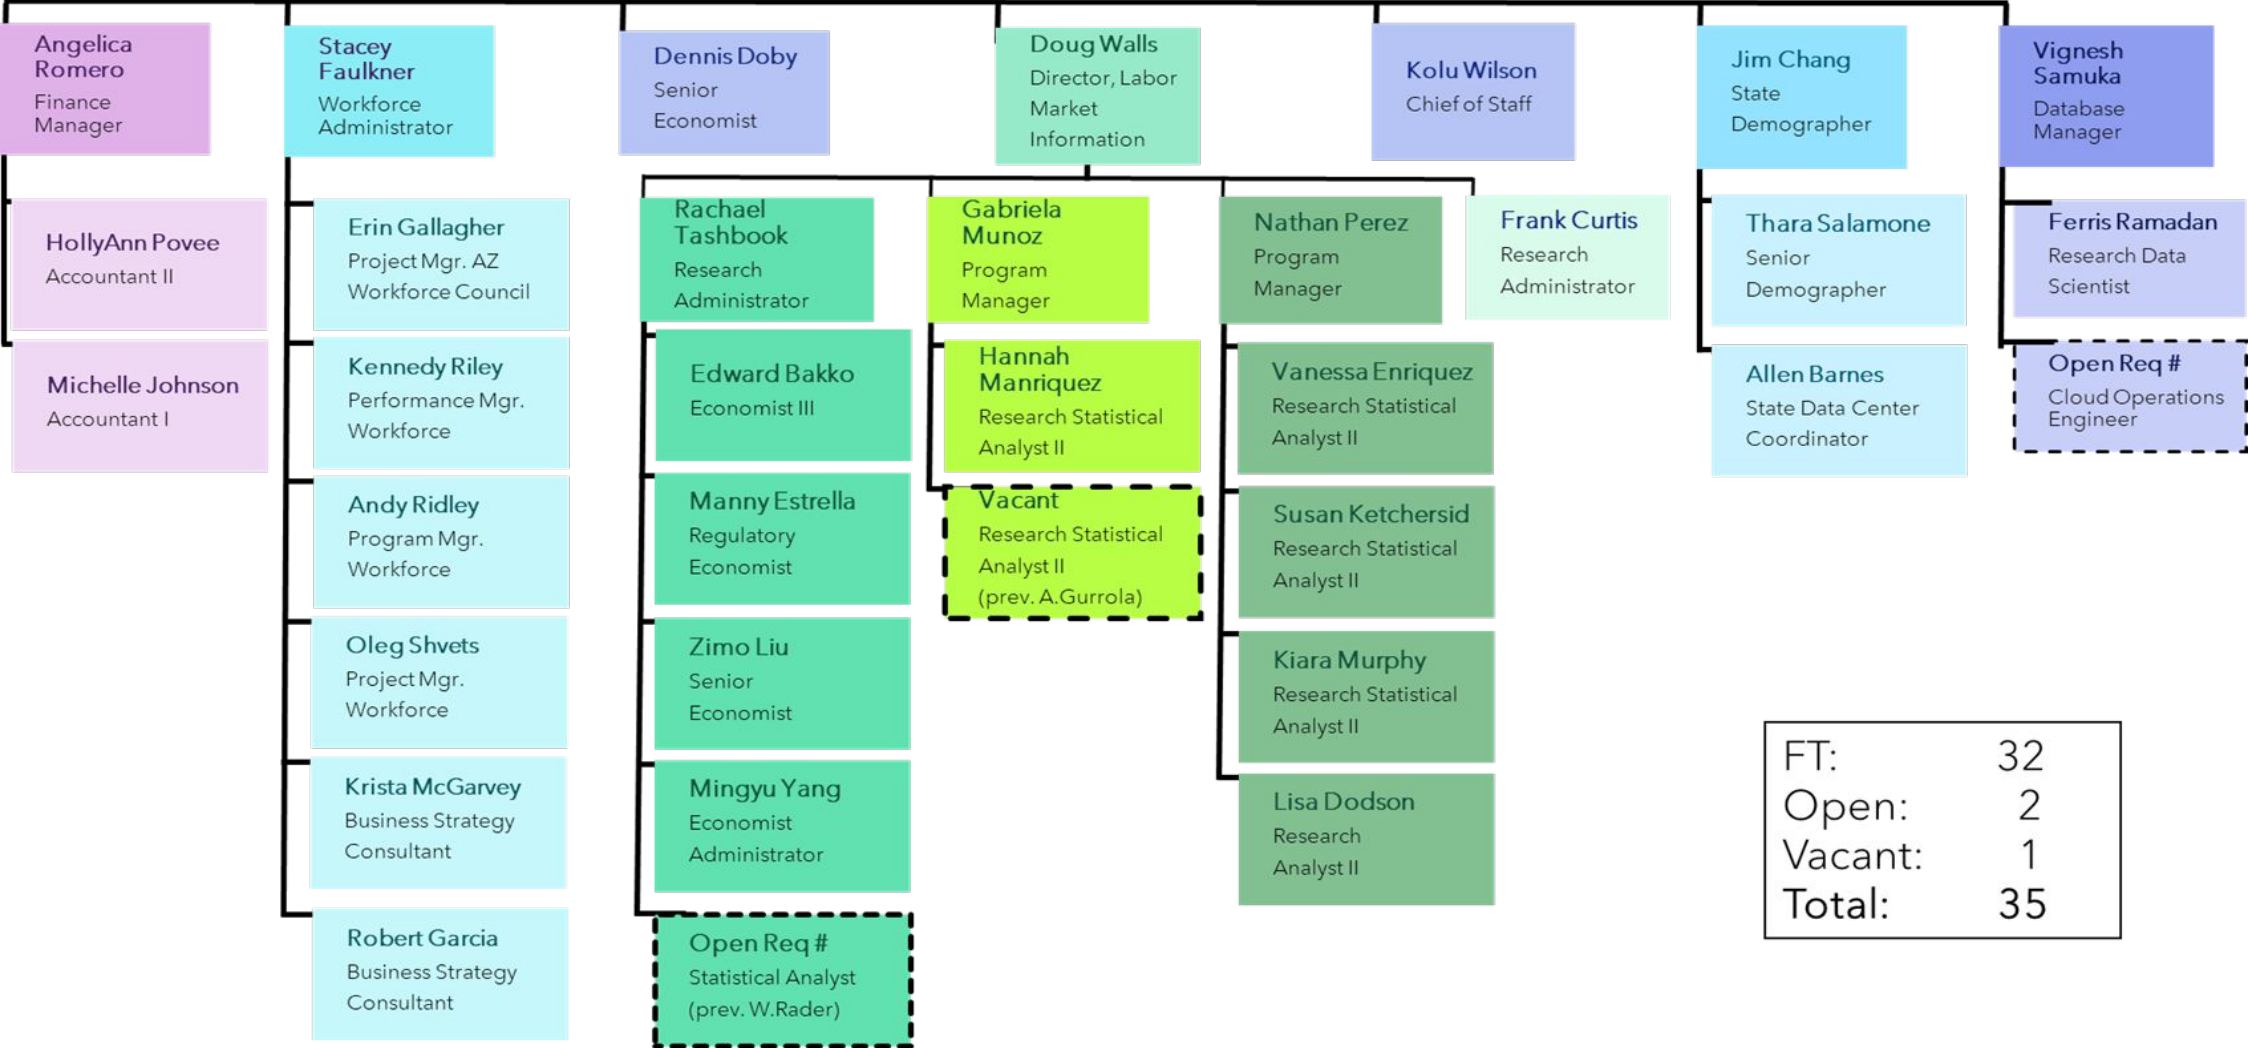 Angelica
Romero
Finance
Manager
HollyAnn Povee
Accountant II
Michelle Johnson
Accountant I
Stacey
Faulkner
Workforce
Administrator
Erin Gallagher
Project Mgr. AZ
Workforce Council
Kennedy Riley
Performance Mgr.
Workforce
Andy Ridley
Program Mgr.
Workforce
Oleg Shvets
Project Mgr.
Workforce
Krista McGarvey
Business Strategy
Consultant
Robert Garcia
Business Strategy
Consultant
Dennis Doby
Senior
Economist
Doug Walls
Director, Labor
Market
Information
Rachael
Tashbook
Research
Administrator
Edward Bakko
Economist III
Manny Estrella
Regulatory
Economist
Zimo Liu
Senior
Economist
Mingyu Yang
Economist
Administrator
Open Req #
Statistical Analyst
(prev. W.Rader)
Gabriela
Munoz
Program
Manager
Hannah
Manriquez
Research Statistical
Analyst II
Vacant
Research Statistical
Analyst II
(prev. A.Gurrola)
Nathan Perez
Program
Manager
Vanessa Enriquez
Research Statistical
Analyst II
Susan Ketchersid
Research Statistical
Analyst II
Kiara Murphy
Research Statistical
Analyst II
Lisa Dodson
Research
Analyst II
Frank Curtis
Research
Administrator
Kolu Wilson
Chief of Staff
Jim Chang
State
Demographer
Thara Salamone
Senior
Demographer
Allen Barnes
State Data Center
Coordinator
Vignesh
Samuka
Database
Manager
Ferris Ramadan
Research Data
Scientist
Open Req #
Cloud Operations
Engineer
FT: 32
Open: 2
Vacant: 1
Total: 35